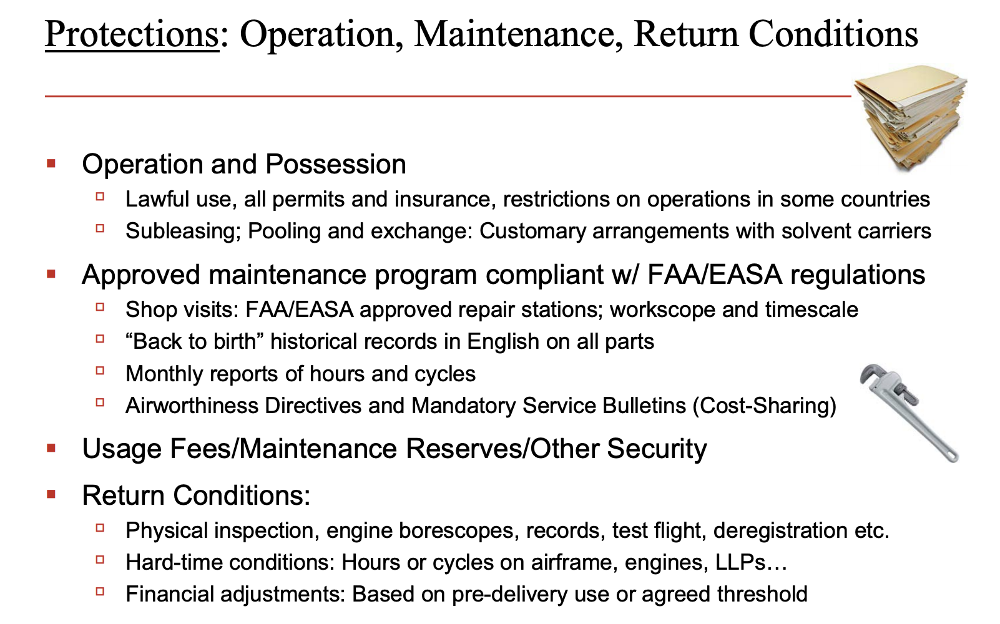 Protections: Operation, Maintenance, Return Conditions
Operation and Possession
Lawful use, all permits and insurance, restrictions on operations in some countries
Subleasing; Pooling and exchange: Customary arrangements with solvent carriers
Approved maintenance program compliant w/ FAA/EASA regulations
Shop visits: FAA/EASA approved repair stations; workscope and timescale
“Back to birth” historical records in English on all parts
Monthly reports of hours and cycles
Airworthiness Directives and Mandatory Service Bulletins (Cost-Sharing)
Usage Fees/Maintenance Reserves/Other Security
Return Conditions:
Physical inspection, engine borescopes, records, test flight, deregistration etc.
Hard-time conditions: Hours or cycles on airframe, engines, LLPs…
Financial adjustments: Based on pre-delivery use or agreed threshold